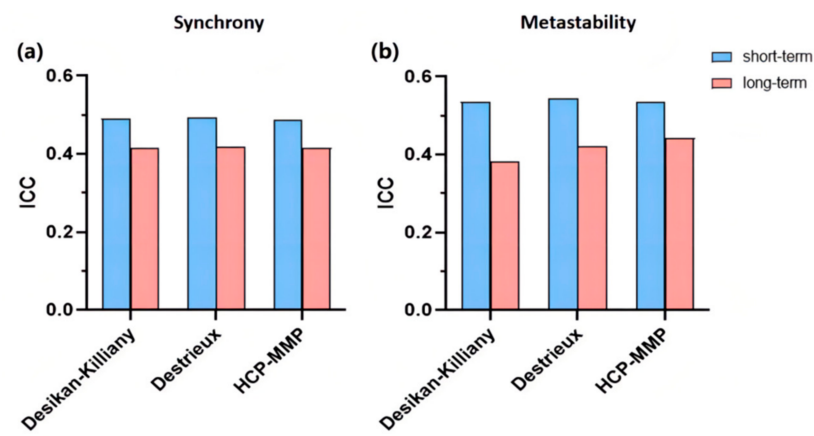 Synchrony
Metastability
(a)
(b)
short-term
long-term
0.6
0.4
0.2
0.0
ICC
Desikan-Killiany
Destrieux
HCP-MMP
0.6
0.4
0.2
0.0
ICC
Desikan-Killiany
Destrieux
HCP-MMP